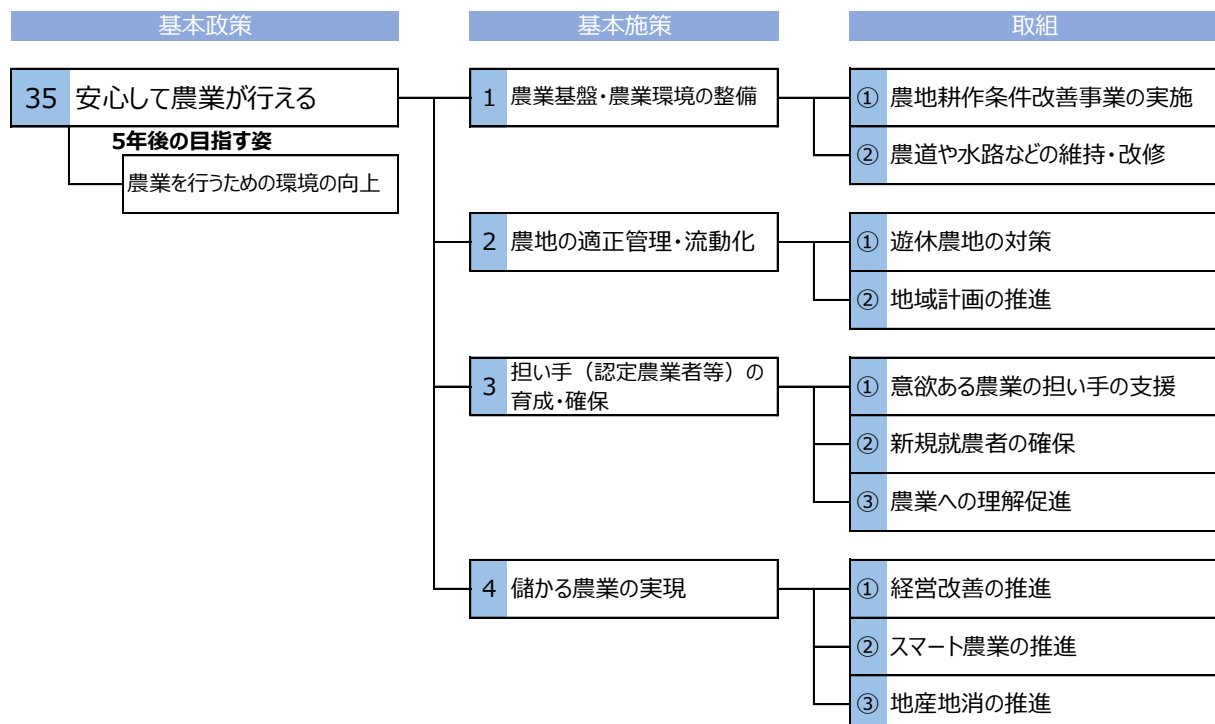 基本政策
基本施策
取組
35 安心して農業が行える
5年後の目指す姿
農業を行うための環境の向上
1 農業基盤・農業環境の整備
① 農地耕作条件改善事業の実施
② 農道や水路などの維持・改修
2 農地の適正管理・流動化
① 遊休農地の対策
② 地域計画の推進
3 担い手（認定農業者等）の
育成・確保
① 意欲ある農業の担い手の支援
② 新規就農者の確保
③ 農業への理解促進
4 儲かる農業の実現
① 経営改善の推進
② スマート農業の推進
③ 地産地消の推進